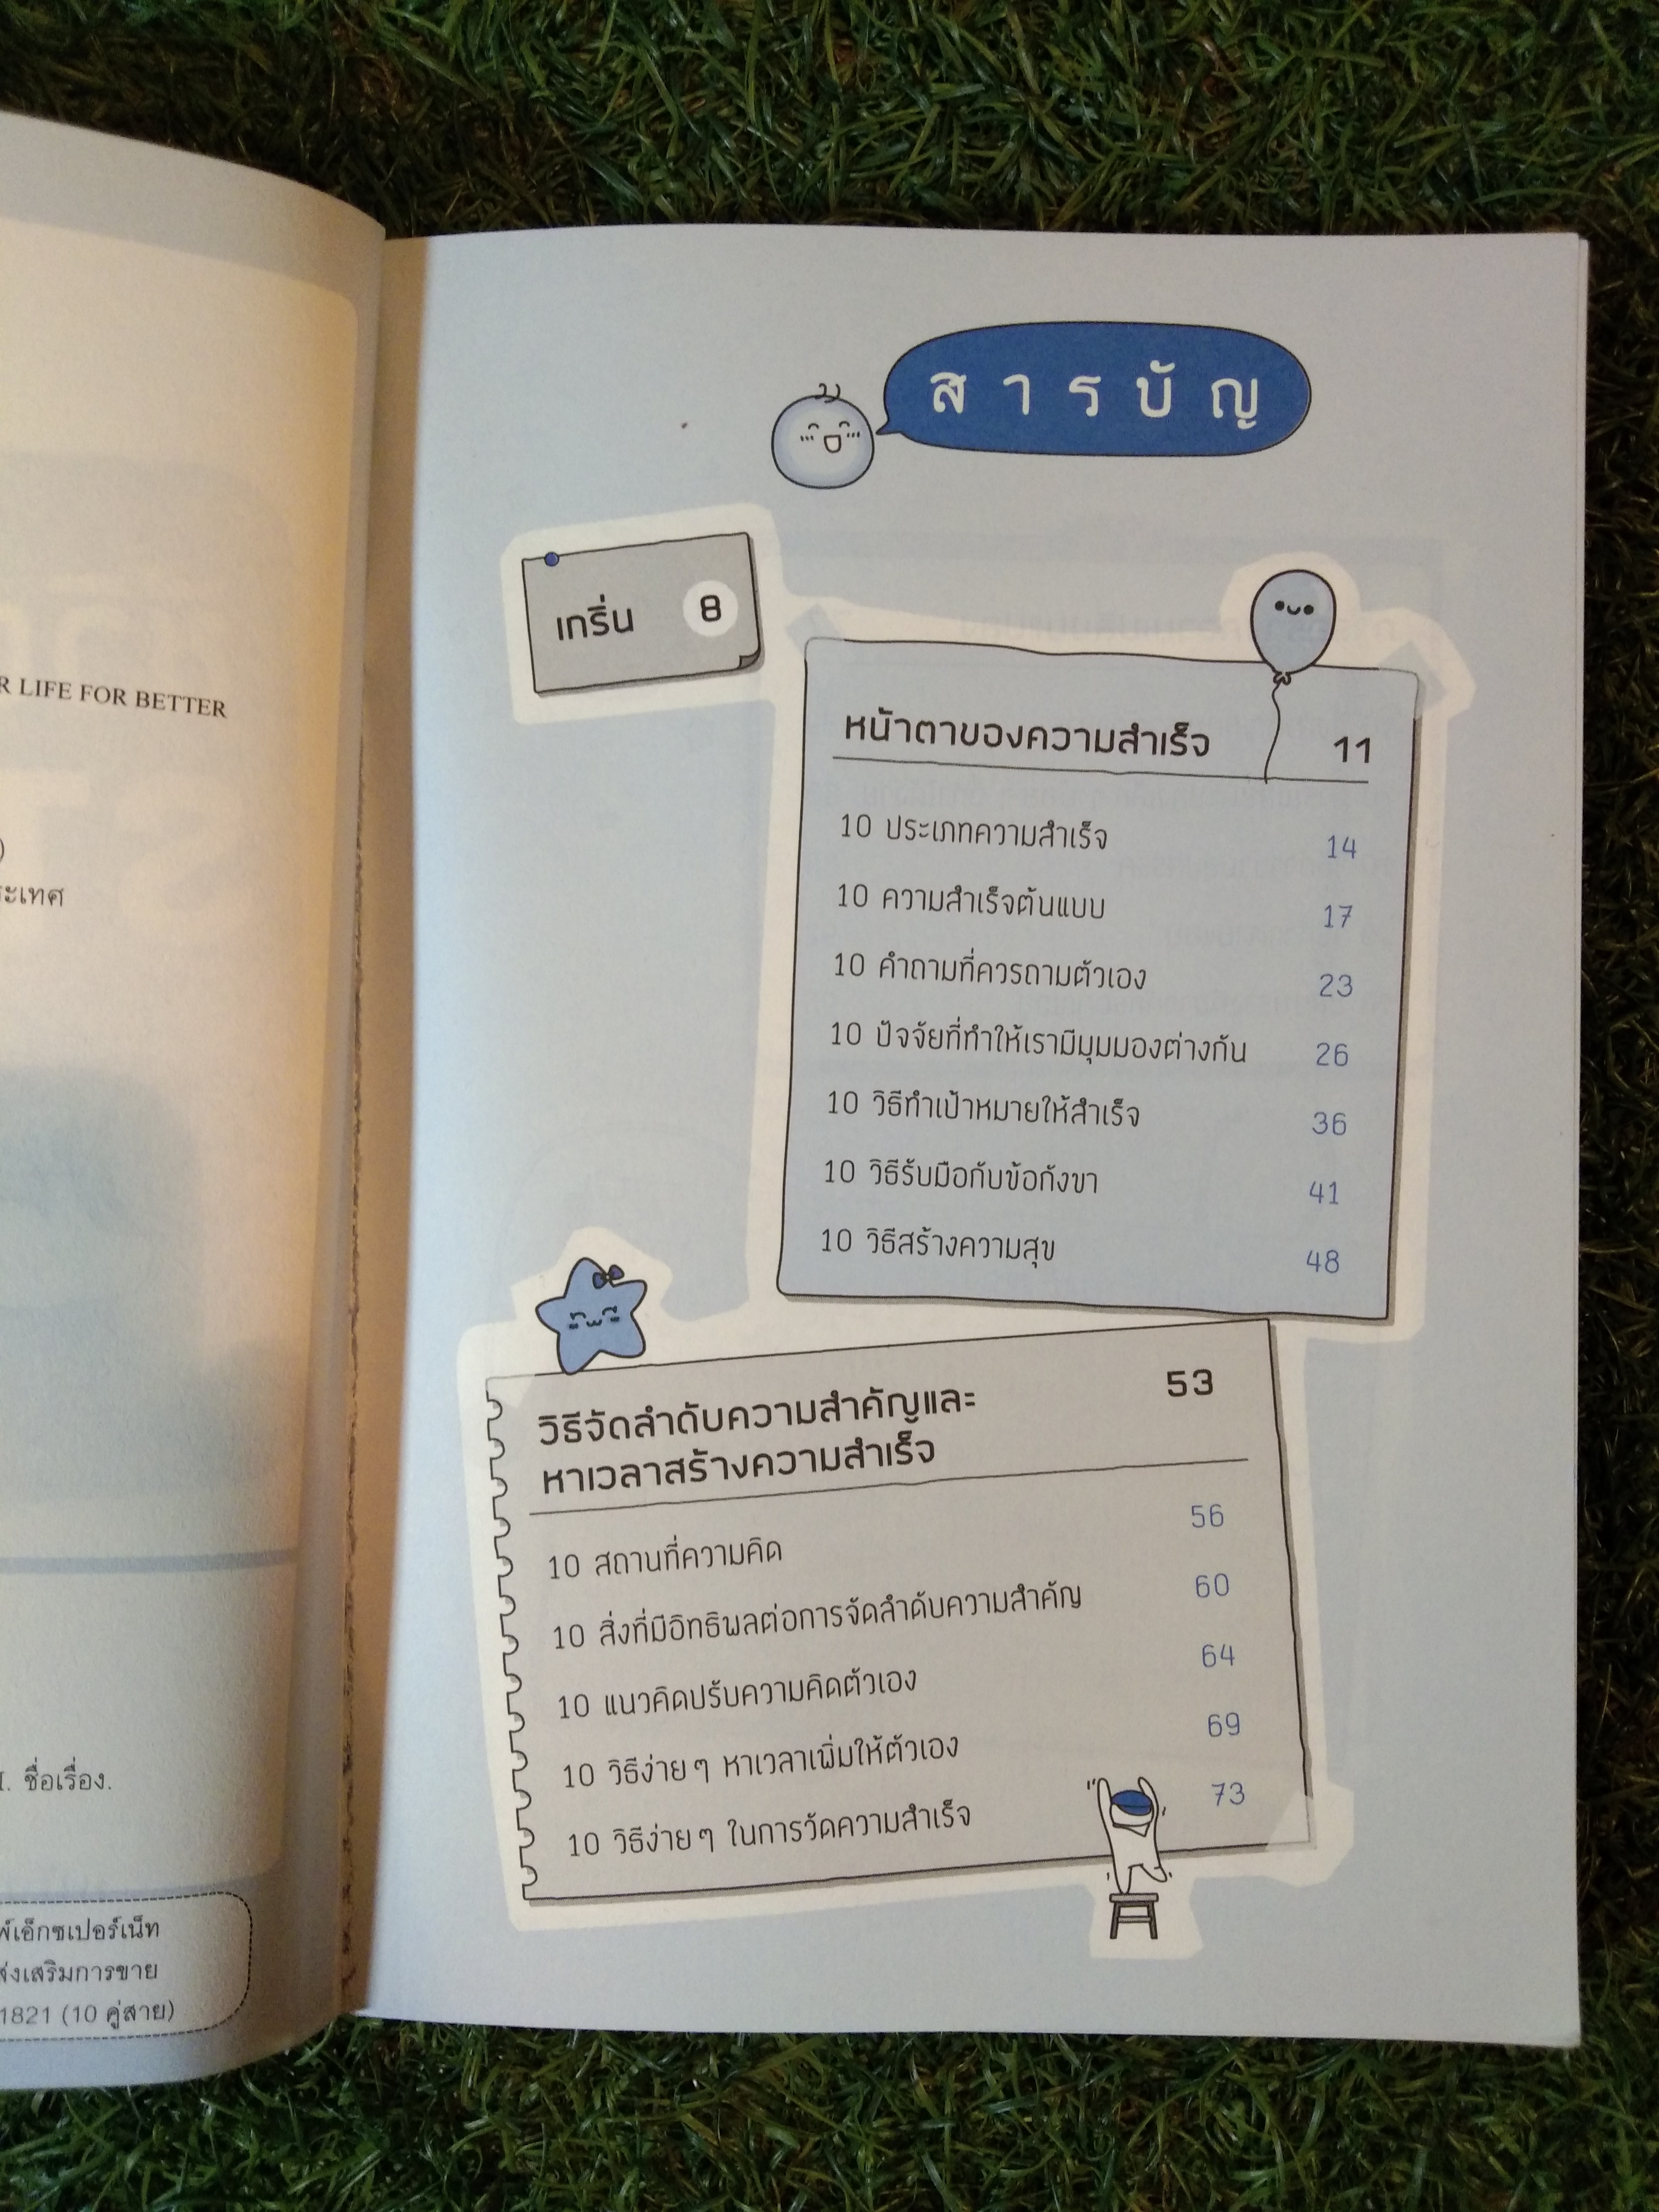 LIFE FOR BETTER
ชื่อเรื่อง.
ส่งเสริมการขาย
1821 (10 คู่สาย)
สารบัญ
เกริ่น 8
หน้าตาของความสำเร็จ 11
10 ประเภทความสำเร็จ 14
10 ความสำเร็จต้นแบบ 17
10 คำถามที่ควรถามตัวเอง 23
10 ปัจจัยที่ทำให้เรามีมุมมองต่างกัน 26
10 วิธีทำเป้าหมายให้สำเร็จ 36
10 วิธีรับมือกับข้อกังขา 41
10 วิธีสร้างความสุข 48
วิธีจัดลำดับความสำคัญและ 53
หาเวลาสร้างความสำเร็จ
10 สถานที่ความคิด 56
10 สิ่งที่มีอิทธิพลต่อการจัดลำดับความสำคัญ 60
10 แนวคิดปรับความคิดตัวเอง 64
10 วิธีง่ายๆ หาเวลาเพิ่มให้ตัวเอง 69
10 วิธีง่ายๆ ในการวัดความสำเร็จ 73